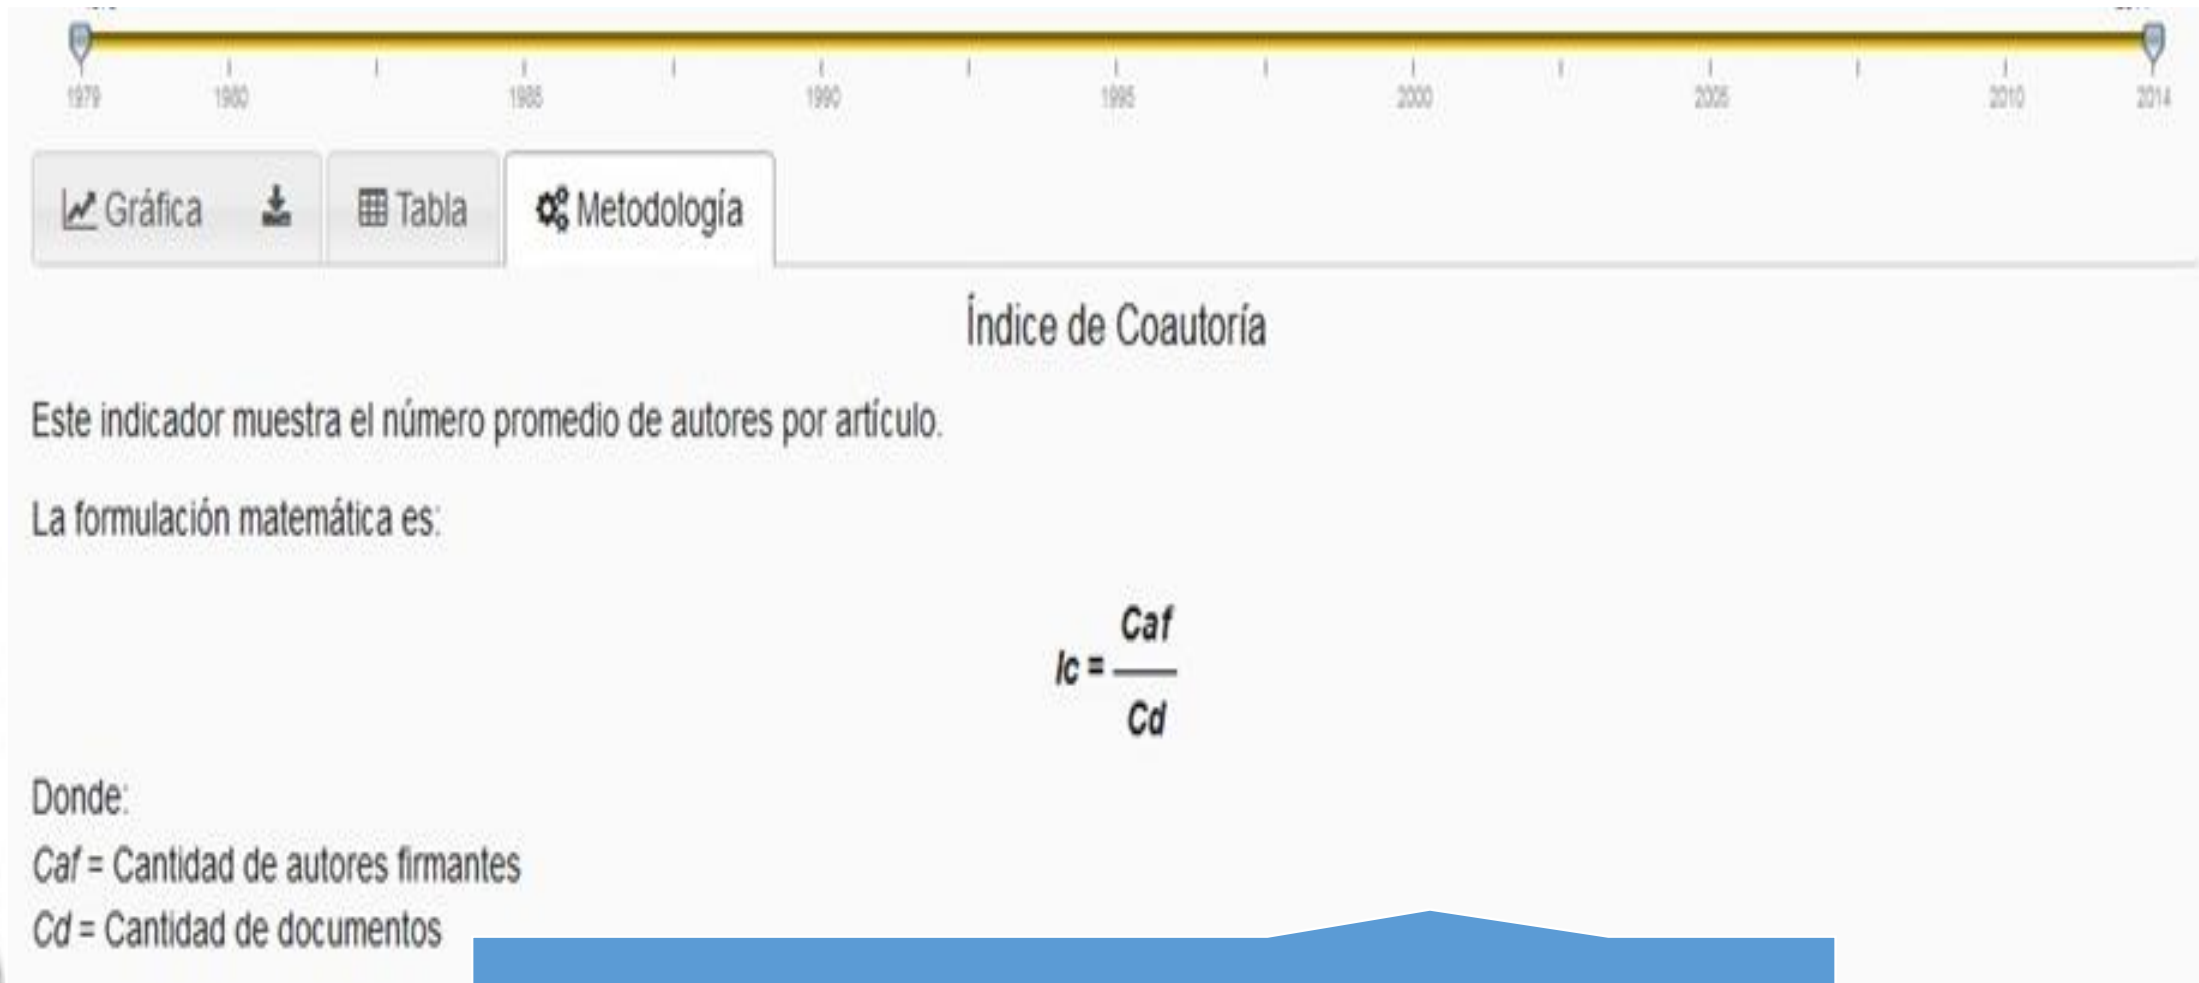 1979 1980 1985 1990 1995 2000 2005 2010 2014
Gráfica Tabla Metodología
Índice de Coautoría
Este indicador muestra el número promedio de autores por artículo.
La formulación matemática es:
Ic = Caf / Cd
Donde:
Caf = Cantidad de autores firmantes
Cd = Cantidad de documentos